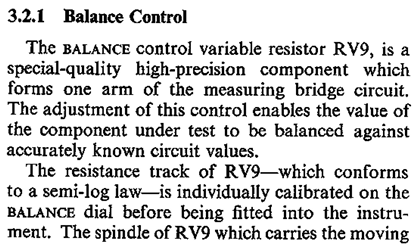 3.2.1 Balance Control
The BALANCE control variable resistor RV9, is a
special-quality high-precision component which
forms one arm of the measuring bridge circuit.
The adjustment of this control enables the value of
the component under test to be balanced against
accurately known circuit values.
The resistance track of RV9—which conforms
to a semi-log law—is individually calibrated on the
BALANCE dial before being fitted into the instru-
ment. The spindle of RV9 which carries the moving